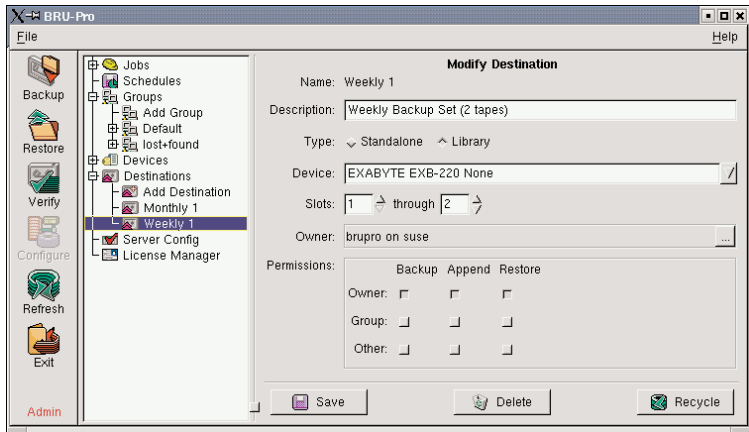 BRU-Pro
File Help
Backup
Restore
Verify
Configure
Refresh
Exit
Admin
Jobs
Schedules
Groups
Add Group
Default
lost+found
Devices
Destinations
Add Destination
Monthly 1
Weekly 1
Server Config
License Manager
Modify Destination
Name: Weekly 1
Description: Weekly Backup Set (2 tapes)
Type: Standalone Library
Device: EXABYTE EXB-220 None
Slots: 1 through 2
Owner: brupro on suse ...
Permissions: Backup Append Restore
Owner:
Group:
Other:
Save Delete Recycle